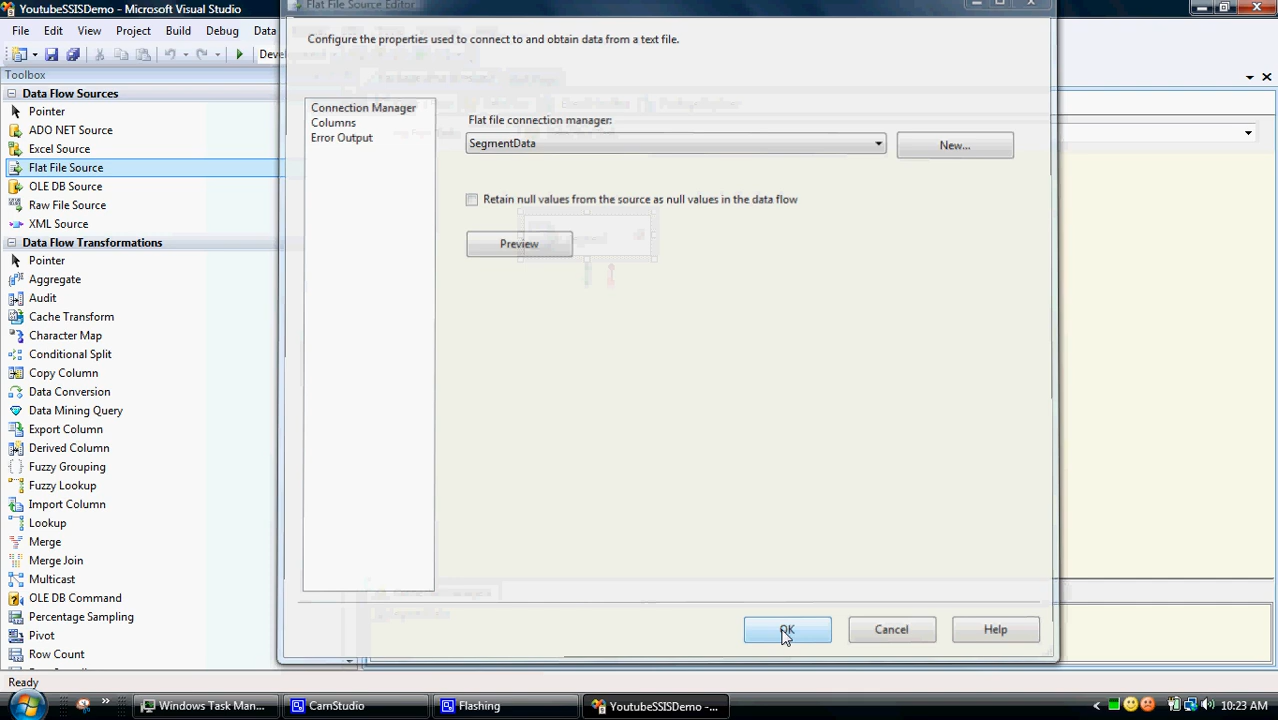 YoutubeSSISDemo - Microsoft Visual Studio
Flat File Source Editor
File Edit View Project Build Debug Data
Configure the properties used to connect to and obtain data from a text file.
Toolbox
Data Flow Sources
Pointer
ADO NET Source
Excel Source
Flat File Source
OLE DB Source
Raw File Source
XML Source
Data Flow Transformations
Pointer
Aggregate
Audit
Cache Transform
Character Map
Conditional Split
Copy Column
Data Conversion
Data Mining Query
Export Column
Derived Column
Fuzzy Grouping
Fuzzy Lookup
Import Column
Lookup
Merge
Merge Join
Multicast
OLE DB Command
Percentage Sampling
Pivot
Row Count
Connection Manager
Columns
Error Output
Flat file connection manager:
SegmentData
New...
Retain null values from the source as null values in the data flow
Preview
OK
Cancel
Help
Ready
Windows Task Man...
CamStudio
Flashing
YoutubeSSISDemo -...
10:23 AM